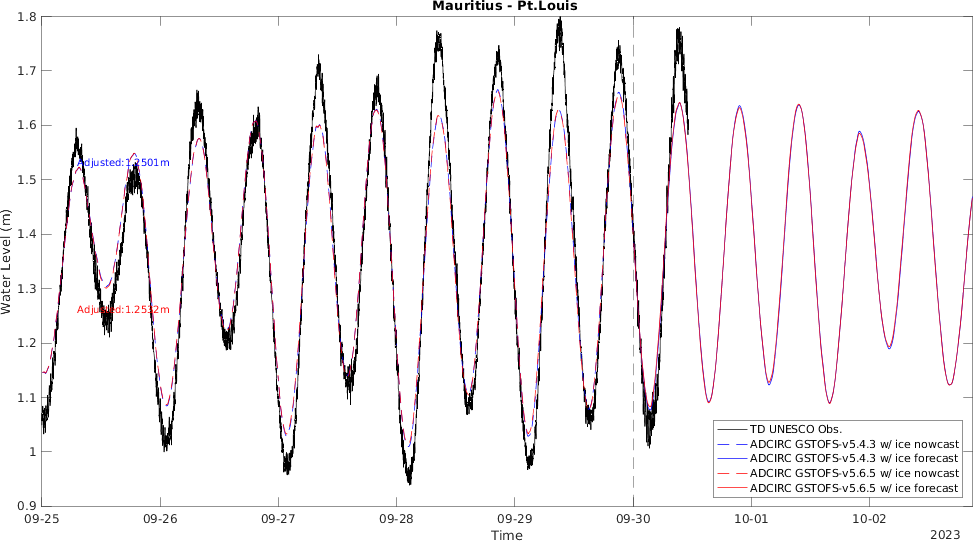 Mauritius - Pt.Louis
1.8
1.7
1.6
1.5
1.4
1.3
1.2
1.1
1
0.9
Water Level (m)
Adjusted:1.2501m
Adjusted:1.2532m
TD UNESCO Obs.
ADCIRC GSTOFS-v5.4.3 w/ ice nowcast
ADCIRC GSTOFS-v5.4.3 w/ ice forecast
ADCIRC GSTOFS-v5.6.5 w/ ice nowcast
ADCIRC GSTOFS-v5.6.5 w/ ice forecast
09-25 09-26 09-27 09-28 09-29 09-30 10-01 10-02
Time
2023